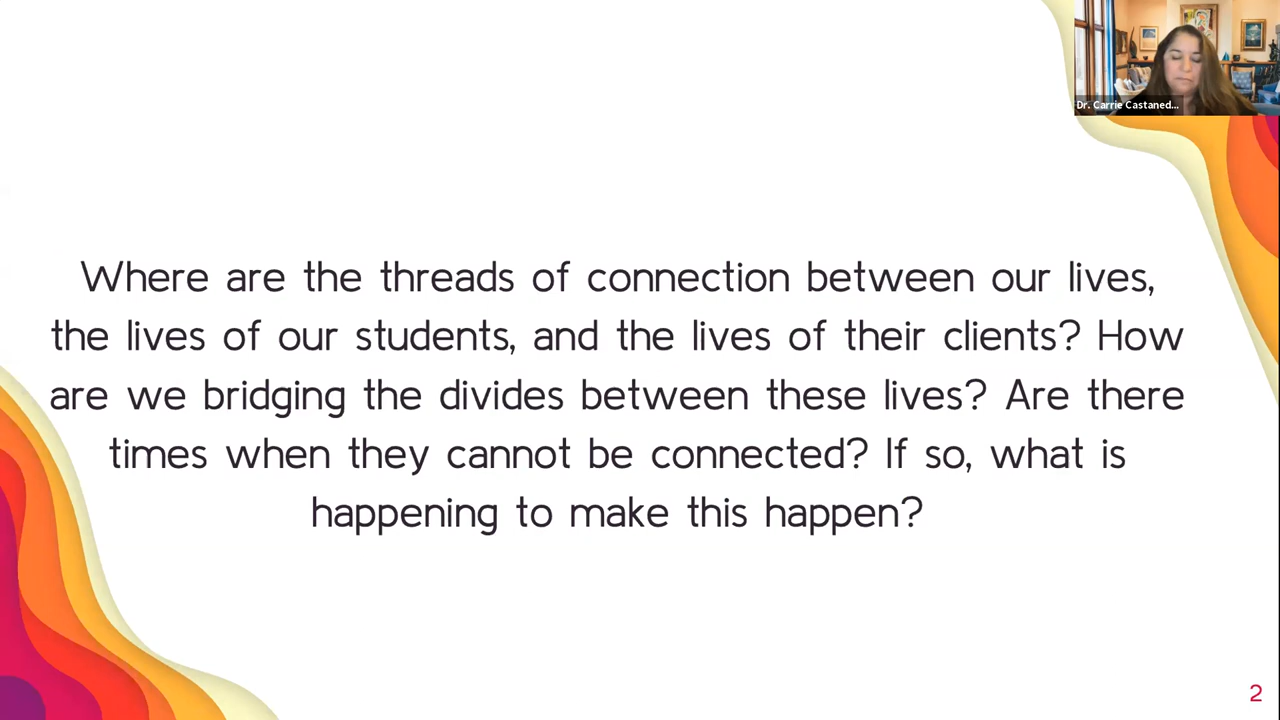 Dr. Carrie Castaned...
Where are the threads of connection between our lives,
the lives of our students, and the lives of their clients? How
are we bridging the divides between these lives? Are there
times when they cannot be connected? If so, what is
happening to make this happen?
2